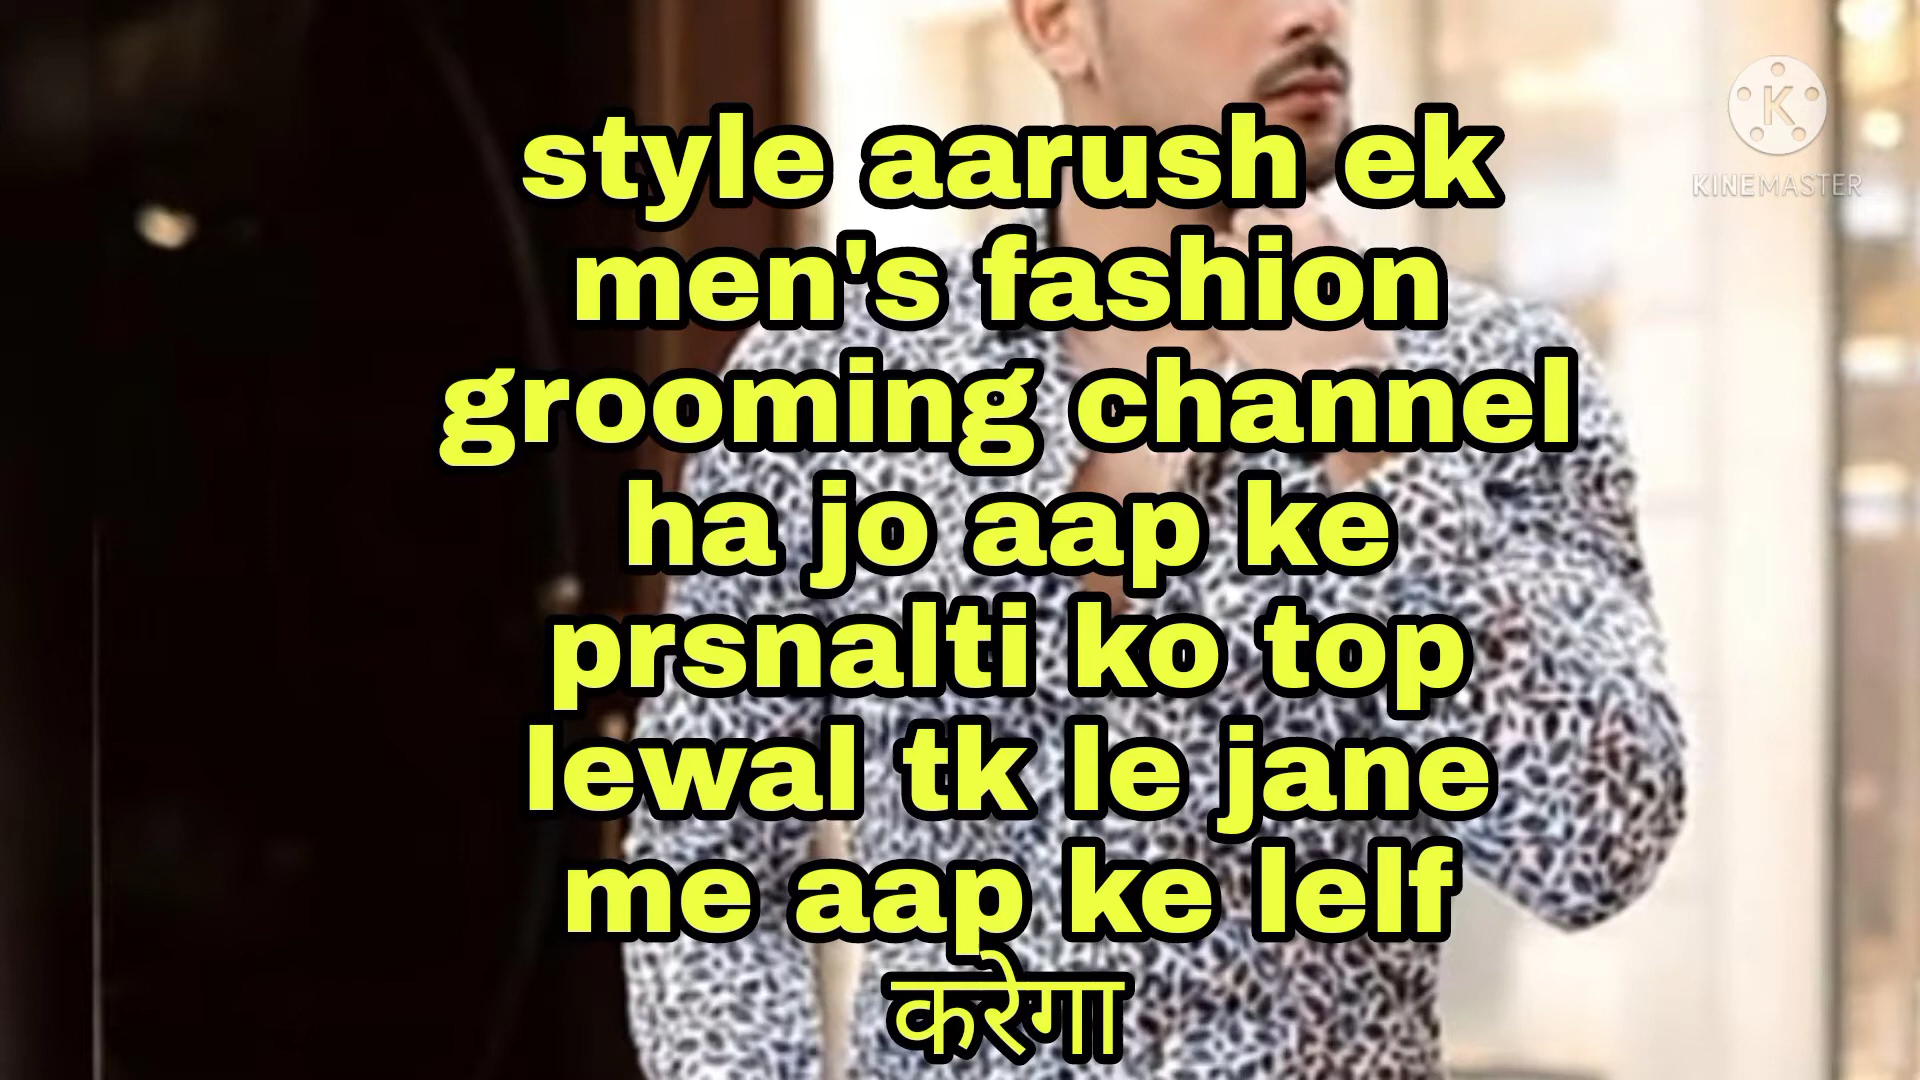 style aarush ek
men's fashion
grooming channel
ha jo aap ke
prsnalti ko top
lewal tk le jane
me aap ke lelf
करेगा
K
KINEMASTER